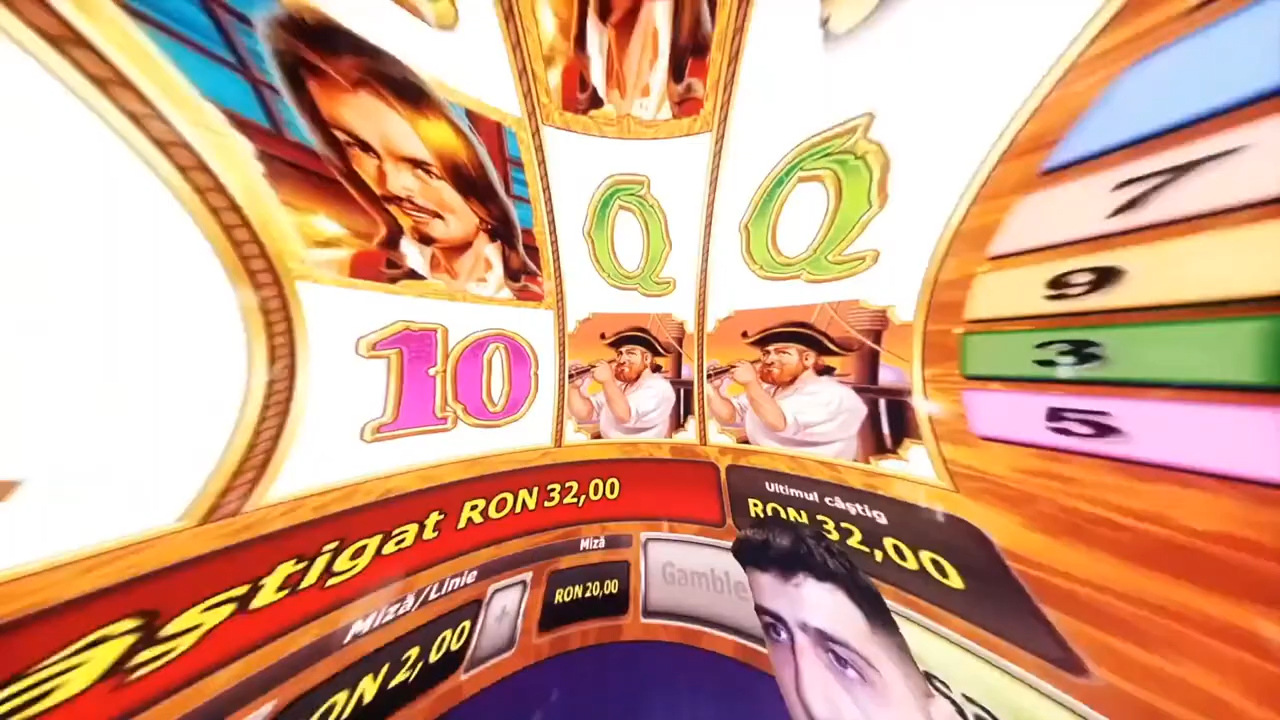 Q
Q
10
7
9
3
5
Câștigat RON 32,00
Ultimul câștig
RON 32,00
Miză/Linie
RON 2,00
+
Miză
RON 20,00
Gamble